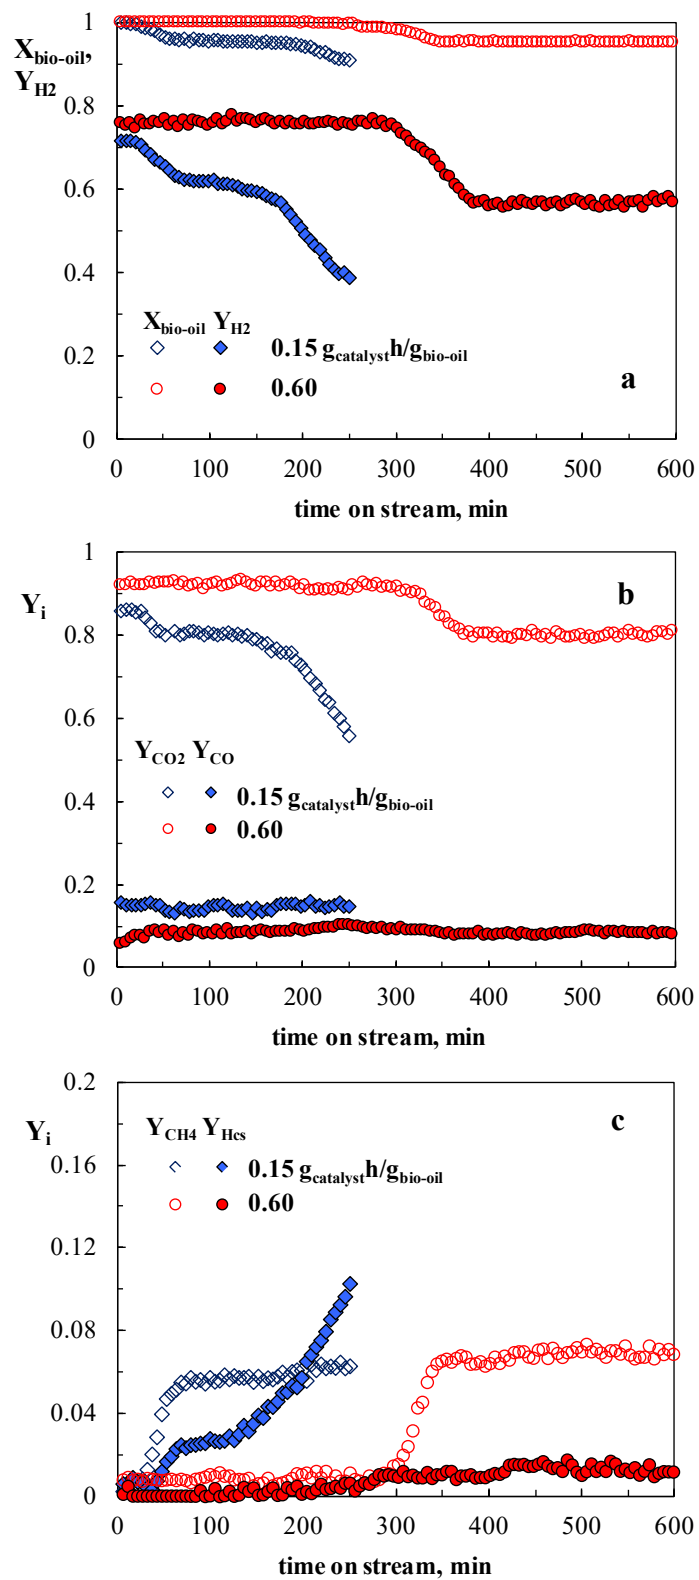 1
X_bio-oil,
Y_H2
0.8
0.6
0.4
X_bio-oil Y_H2
0.15 g_catalyst h/g_bio-oil
0.2
0.60
a
0
0 100 200 300 400 500 600
time on stream, min
1
Y_i
b
0.8
0.6
Y_CO2 Y_CO
0.15 g_catalyst h/g_bio-oil
0.4
0.60
0.2
0
0 100 200 300 400 500 600
time on stream, min
0.2
Y_i
Y_CH4 Y_Hcs
c
0.16
0.15 g_catalyst h/g_bio-oil
0.60
0.12
0.08
0.04
0
0 100 200 300 400 500 600
time on stream, min